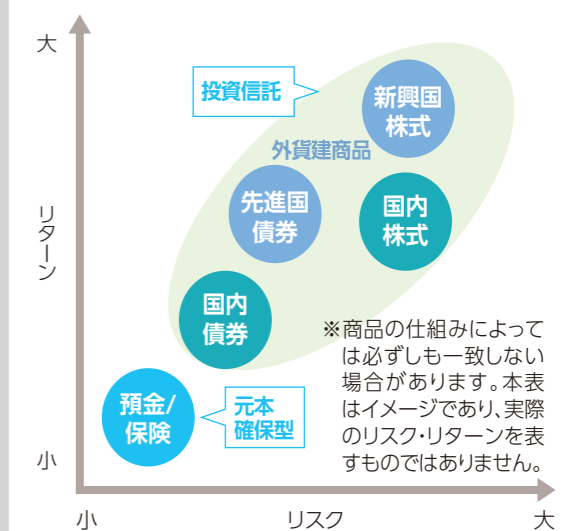 大
投資信託
新興国
株式
外貨建商品
先進国
債券
国内
株式
リターン
国内
債券
※商品の仕組みによって
は必ずしも一致しない
場合があります。本表
はイメージであり、実際
のリスク・リターンを表
すものではありません。
預金/
保険
元本
確保型
小
小
リスク
大